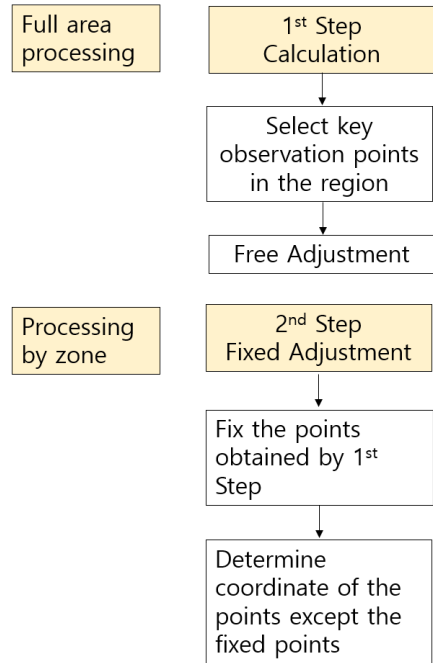 Full area
processing
1st Step
Calculation
Select key
observation points
in the region
Free Adjustment
Processing
by zone
2nd Step
Fixed Adjustment
Fix the points
obtained by 1st
Step
Determine
coordinate of the
points except the
fixed points